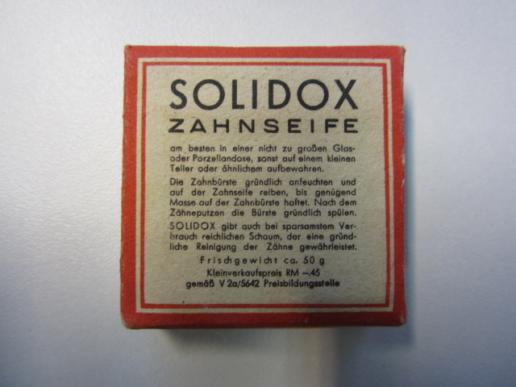 SOLIDOX
ZAHNSEIFE
am besten in einer nicht zu großen Glas-
oder Porzellandose, sonst auf einem kleinen
Teller oder ähnlichem aufbewahren.
Die Zahnbürste gründlich anfeuchten und
auf der Zahnseife reiben, bis genügend
Masse auf der Zahnbürste haftet. Nach dem
Zähneputzen die Bürste gründlich spülen.
SOLIDOX gibt auch bei sparsamstem Ver-
brauch reichlichen Schaum, der eine gründ-
liche Reinigung der Zähne gewährleistet.
Frischgewicht ca. 50 g
Kleinverkaufspreis RM –.45
gemäß V 2a/5642 Preisbildungsstelle